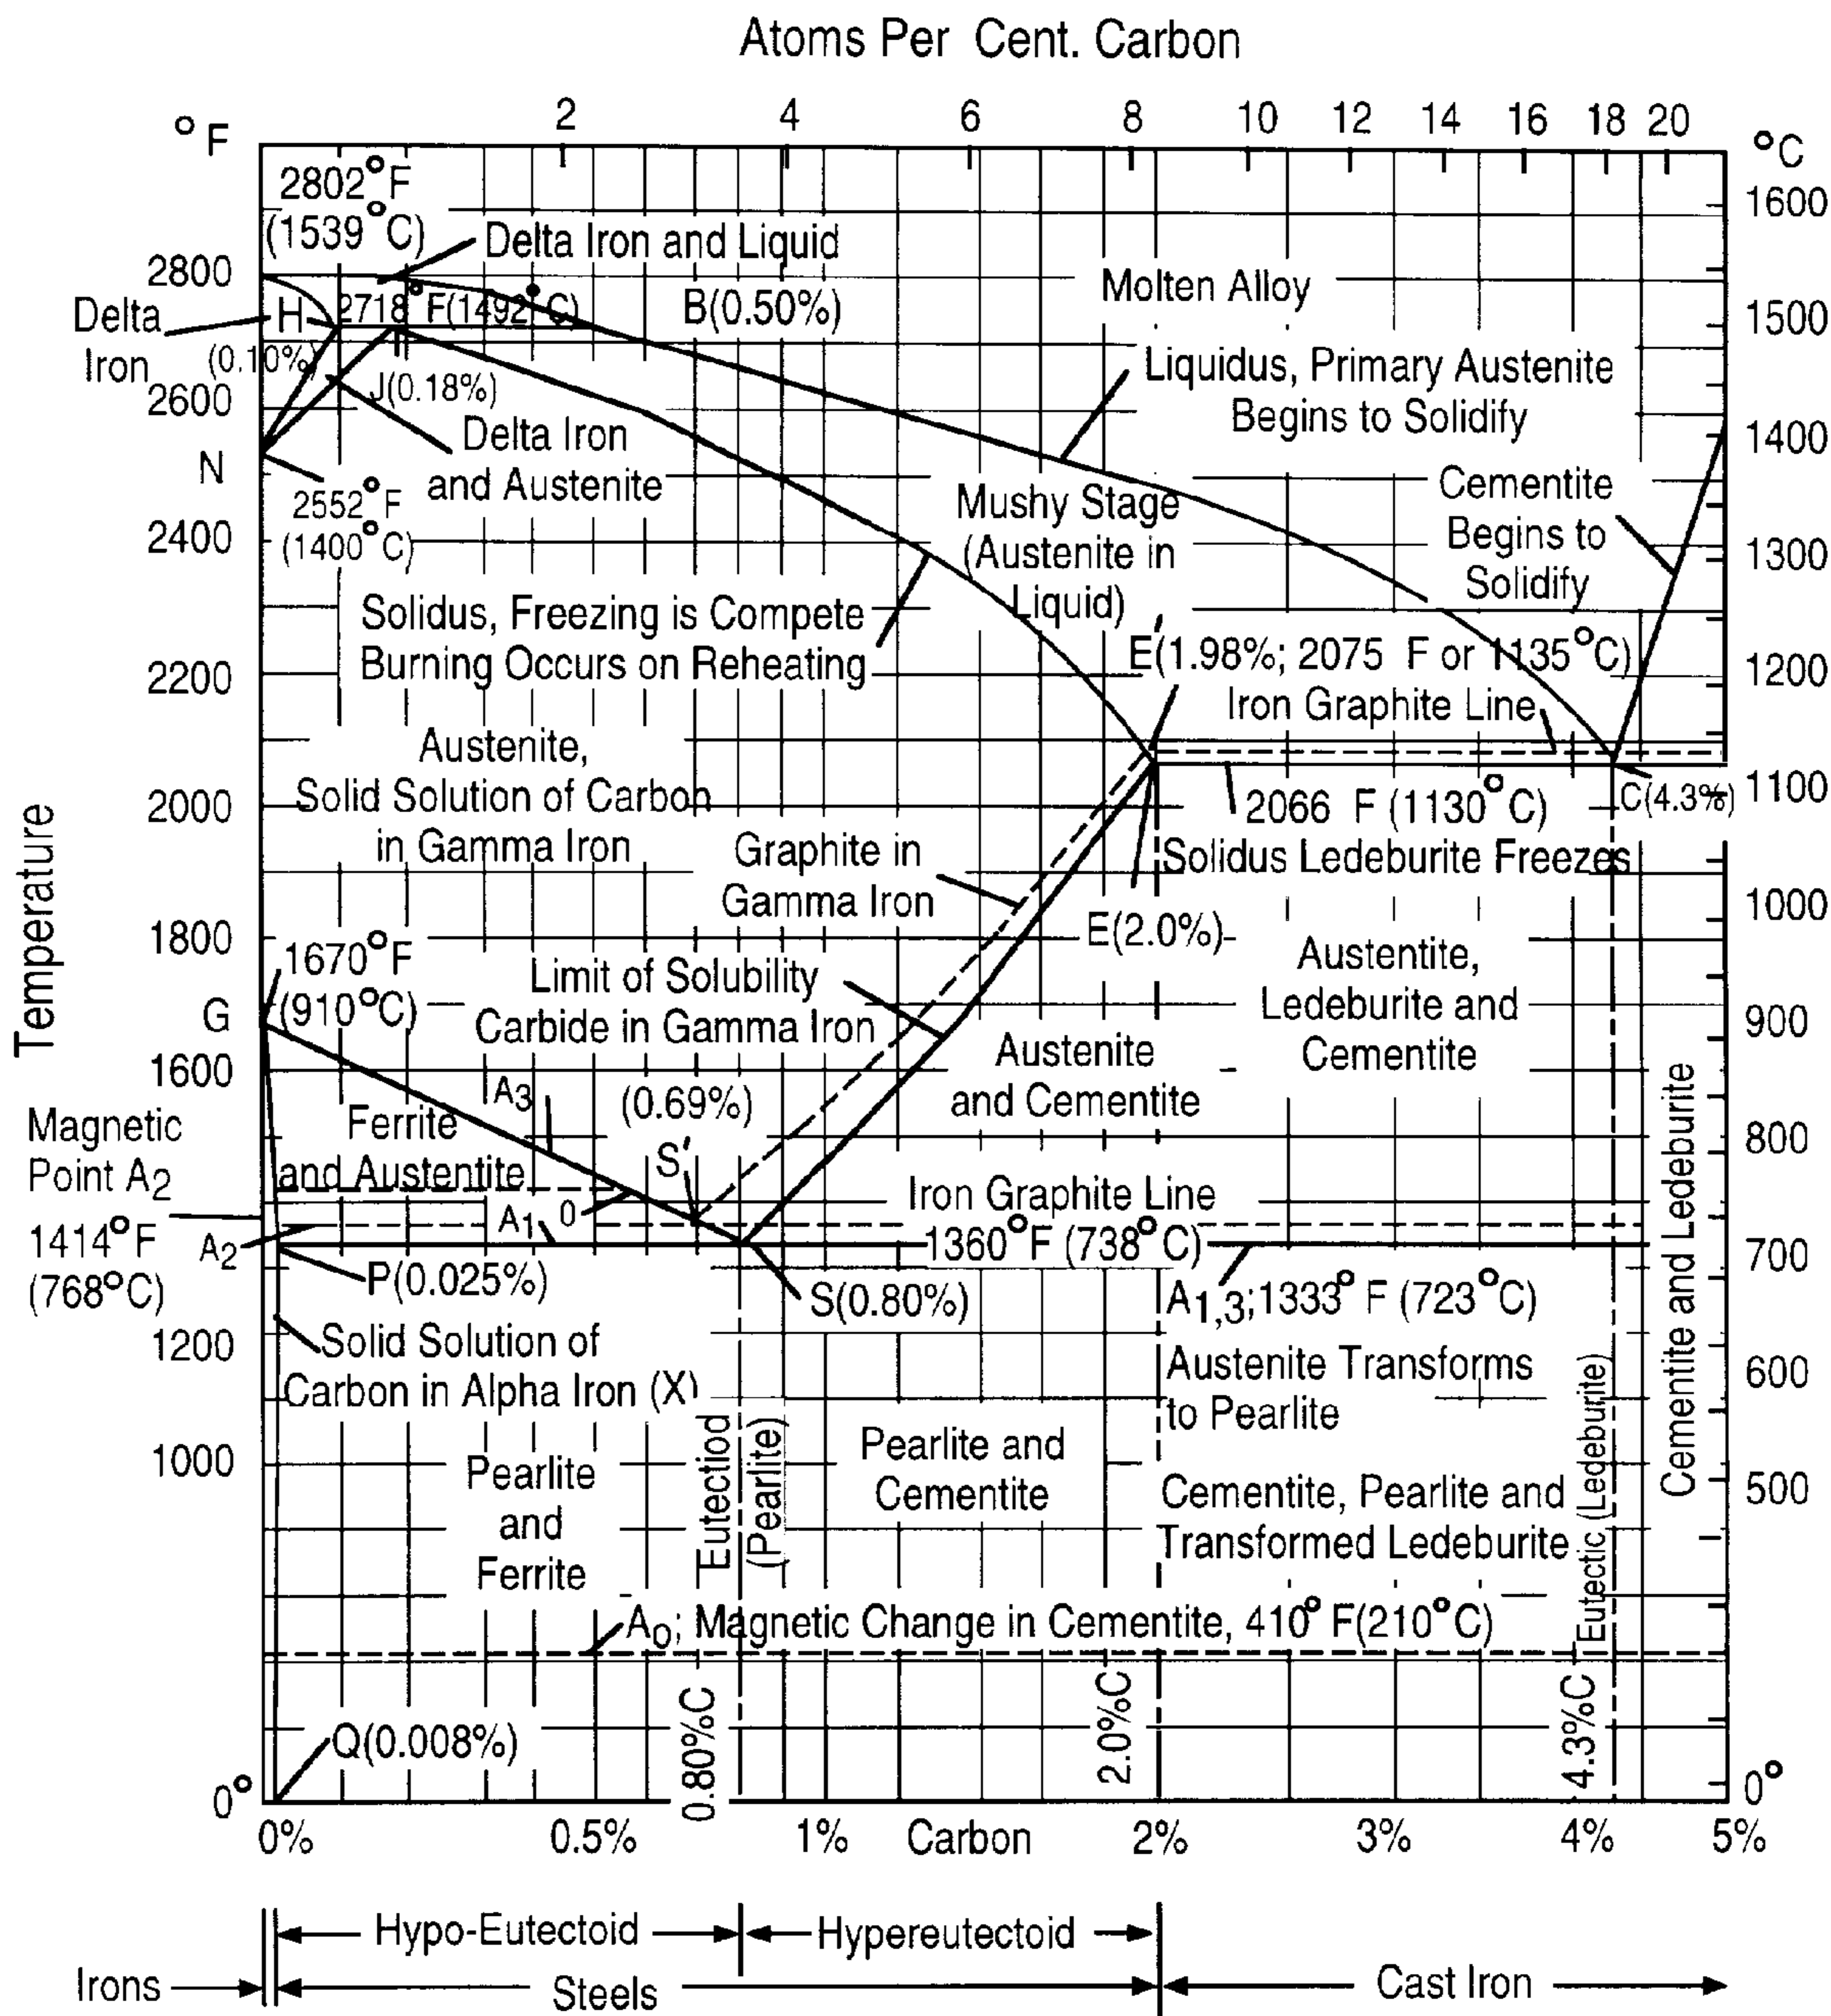 Atoms Per Cent. Carbon
2 4 6 8 10 12 14 16 18 20
°F
°C
2802°F
(1539°C)
1600
Delta Iron and Liquid
2800
Molten Alloy
H
2718° F(1492 C)
B(0.50%)
1500
Delta
Iron
(0.10%)
J(0.18%)
Liquidus, Primary Austenite
Begins to Solidify
2600
Delta Iron
and Austenite
1400
N
2552°F
(1400°C)
Mushy Stage
(Austenite in
Liquid)
Cementite
Begins to
Solidify
2400
1300
Solidus, Freezing is Compete
Burning Occurs on Reheating
E'(1.98%; 2075 F or 1135°C)
2200
1200
Iron Graphite Line
Austenite,
Solid Solution of Carbon
in Gamma Iron
2000
2066 F (1130°C)
C(4.3%)
1100
Solidus Ledeburite Freezes
Graphite in
Gamma Iron
Temperature
1000
E(2.0%)
1800
1670°F
(910°C)
Limit of Solubility
Carbide in Gamma Iron
Austentite,
Ledeburite and
Cementite
G
900
Austenite
and Cementite
1600
A3
(0.69%)
Ferrite
and Austentite
Magnetic
Point A2
800
S'
Iron Graphite Line
1360°F (738°C)
A1
0
1414°F
(768°C)
A2
700
P(0.025%)
S(0.80%)
A1,3;1333° F (723°C)
Cementite and Ledeburite
1200
Solid Solution of
Carbon in Alpha Iron (X)
Austenite Transforms
to Pearlite
600
Eutectiod
(Pearlite)
Pearlite and
Cementite
1000
Pearlite
and
Ferrite
500
Cementite, Pearlite and
Transformed Ledeburite
Eutectic (Ledeburite)
A0; Magnetic Change in Cementite, 410° F(210°C)
0.80%C
2.0%C
4.3%C
Q(0.008%)
0°
0°
0% 0.5% 1% Carbon 2% 3% 4% 5%
Hypo-Eutectoid
Hypereutectoid
Irons
Steels
Cast Iron